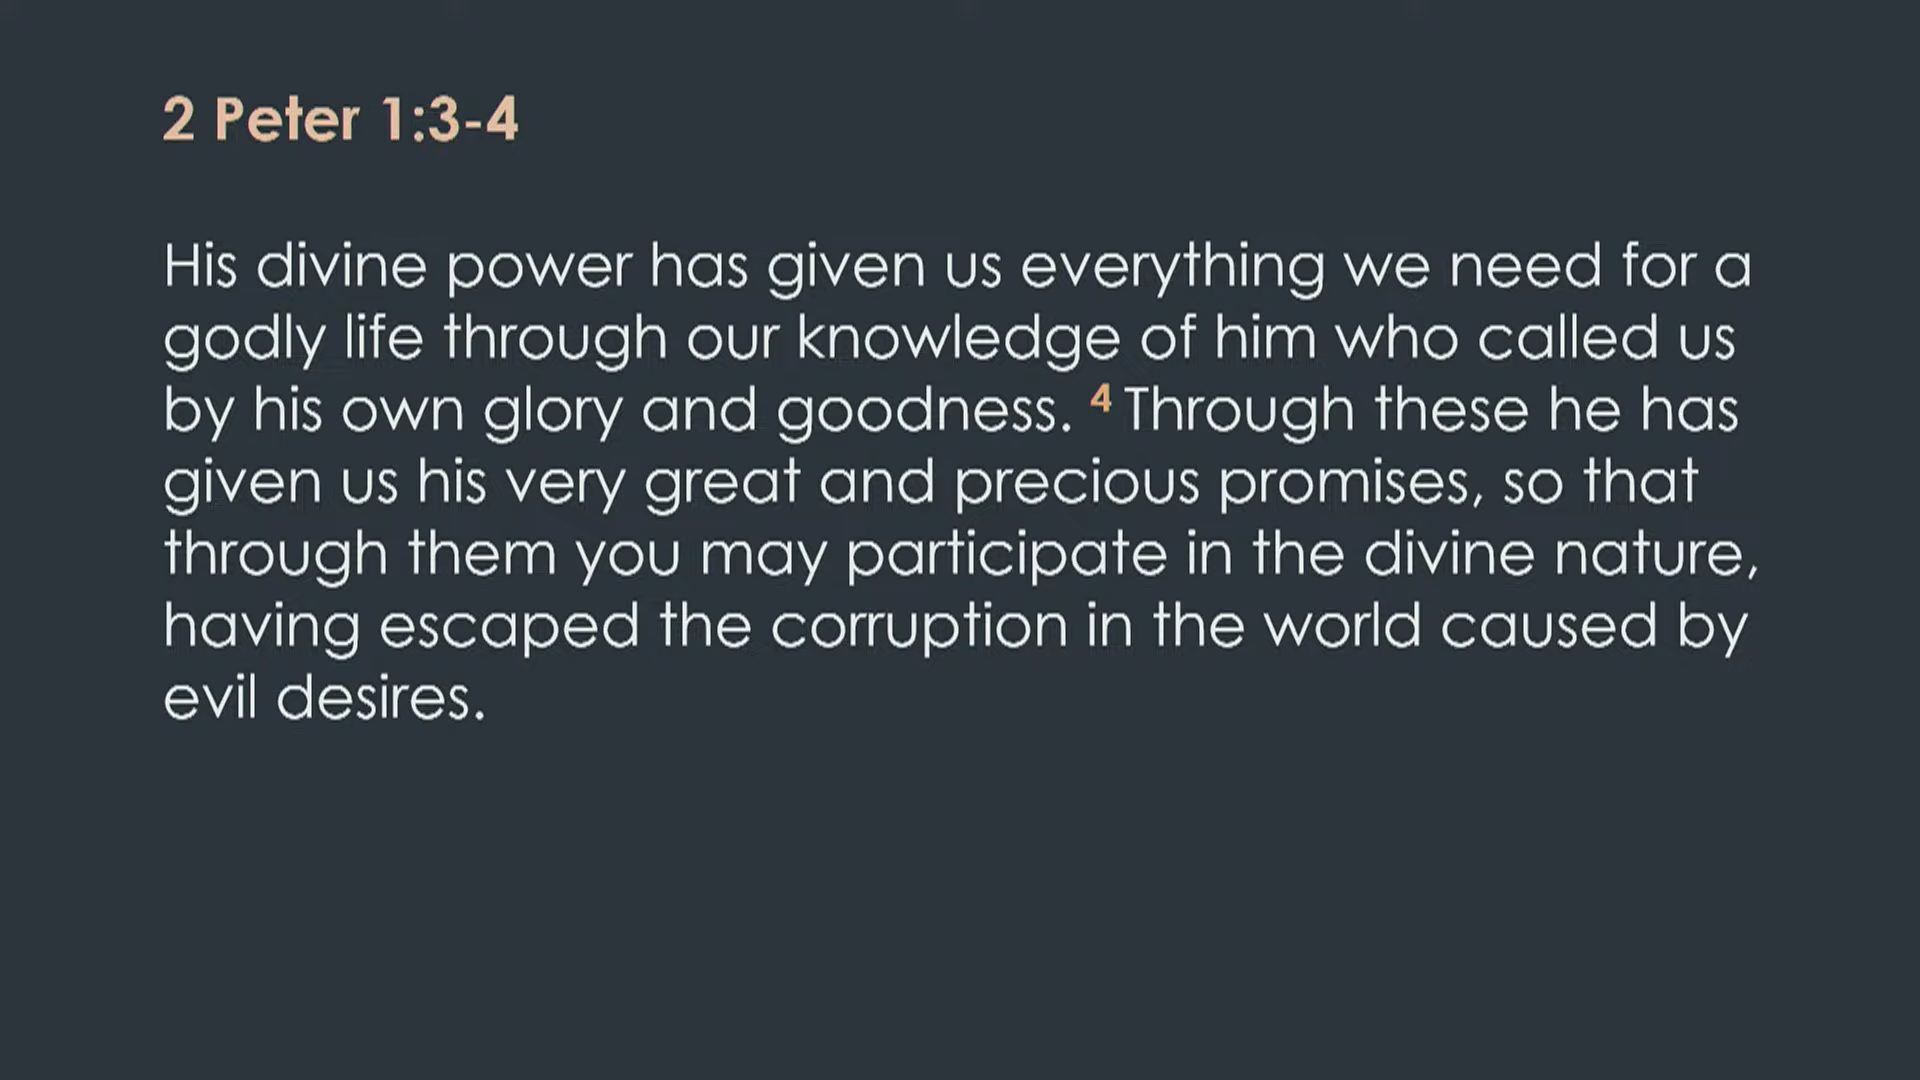 2 Peter 1:3-4
His divine power has given us everything we need for a
godly life through our knowledge of him who called us
by his own glory and goodness. 4 Through these he has
given us his very great and precious promises, so that
through them you may participate in the divine nature,
having escaped the corruption in the world caused by
evil desires.